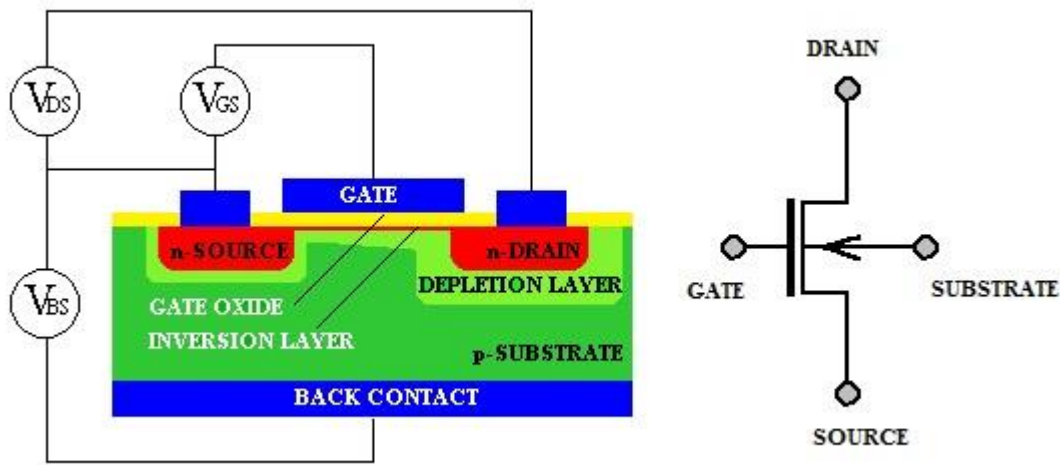 DRAIN
VDS
VGS
GATE
n-SOURCE
n-DRAIN
DEPLETION LAYER
GATE
SUBSTRATE
GATE OXIDE
VBS
INVERSION LAYER
p-SUBSTRATE
BACK CONTACT
SOURCE